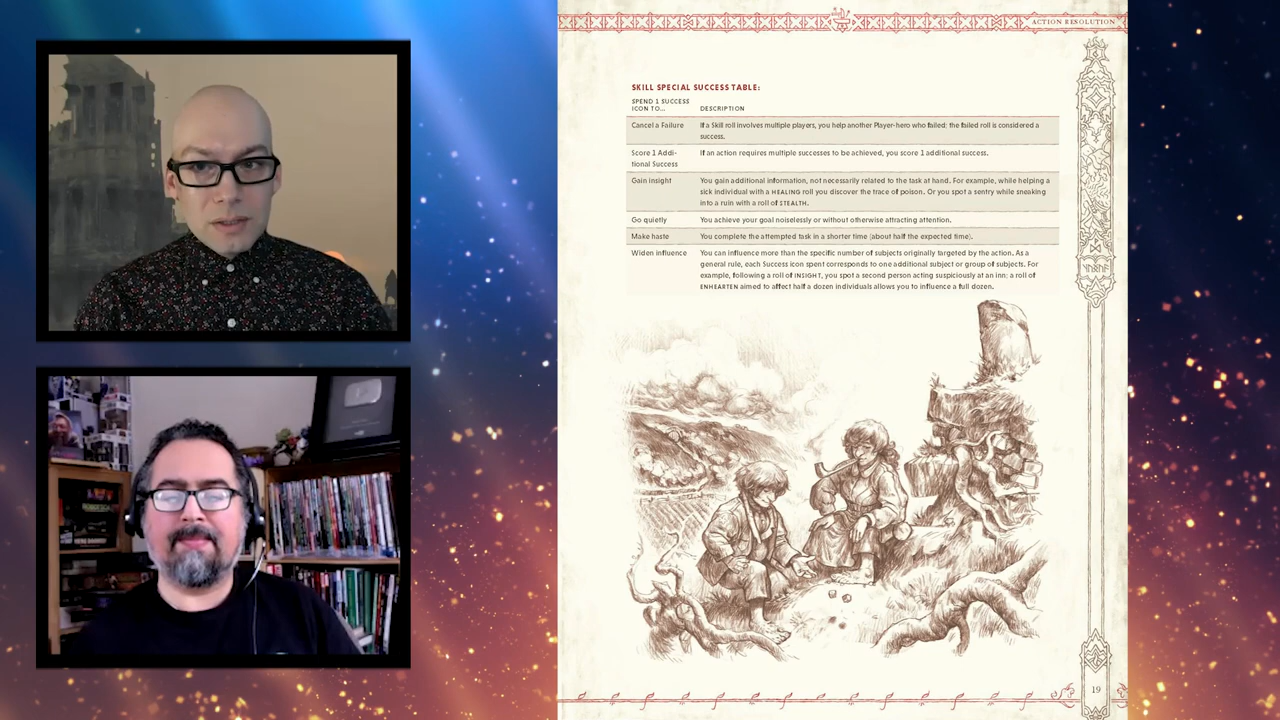 ACTION RESOLUTION
SKILL SPECIAL SUCCESS TABLE:
SPEND 1 SUCCESS
ICON TO...
DESCRIPTION
Cancel a Failure
If a Skill roll involves multiple players, you help another Player-hero who failed: the failed roll is considered a
success.
Score 1 Addi-
tional Success
If an action requires multiple successes to be achieved, you score 1 additional success.
Gain insight
You gain additional information, not necessarily related to the task at hand. For example, while helping a
sick individual with a HEALING roll you discover the trace of poison. Or you spot a sentry while sneaking
into a ruin with a roll of STEALTH.
Go quietly
You achieve your goal noiselessly or without otherwise attracting attention.
Make haste
You complete the attempted task in a shorter time (about half the expected time).
Widen influence
You can influence more than the specific number of subjects originally targeted by the action. As a
general rule, each Success icon spent corresponds to one additional subject or group of subjects. For
example, following a roll of INSIGHT, you spot a second person acting suspiciously at an inn; a roll of
ENHEARTEN aimed to affect half a dozen individuals allows you to influence a full dozen.
19